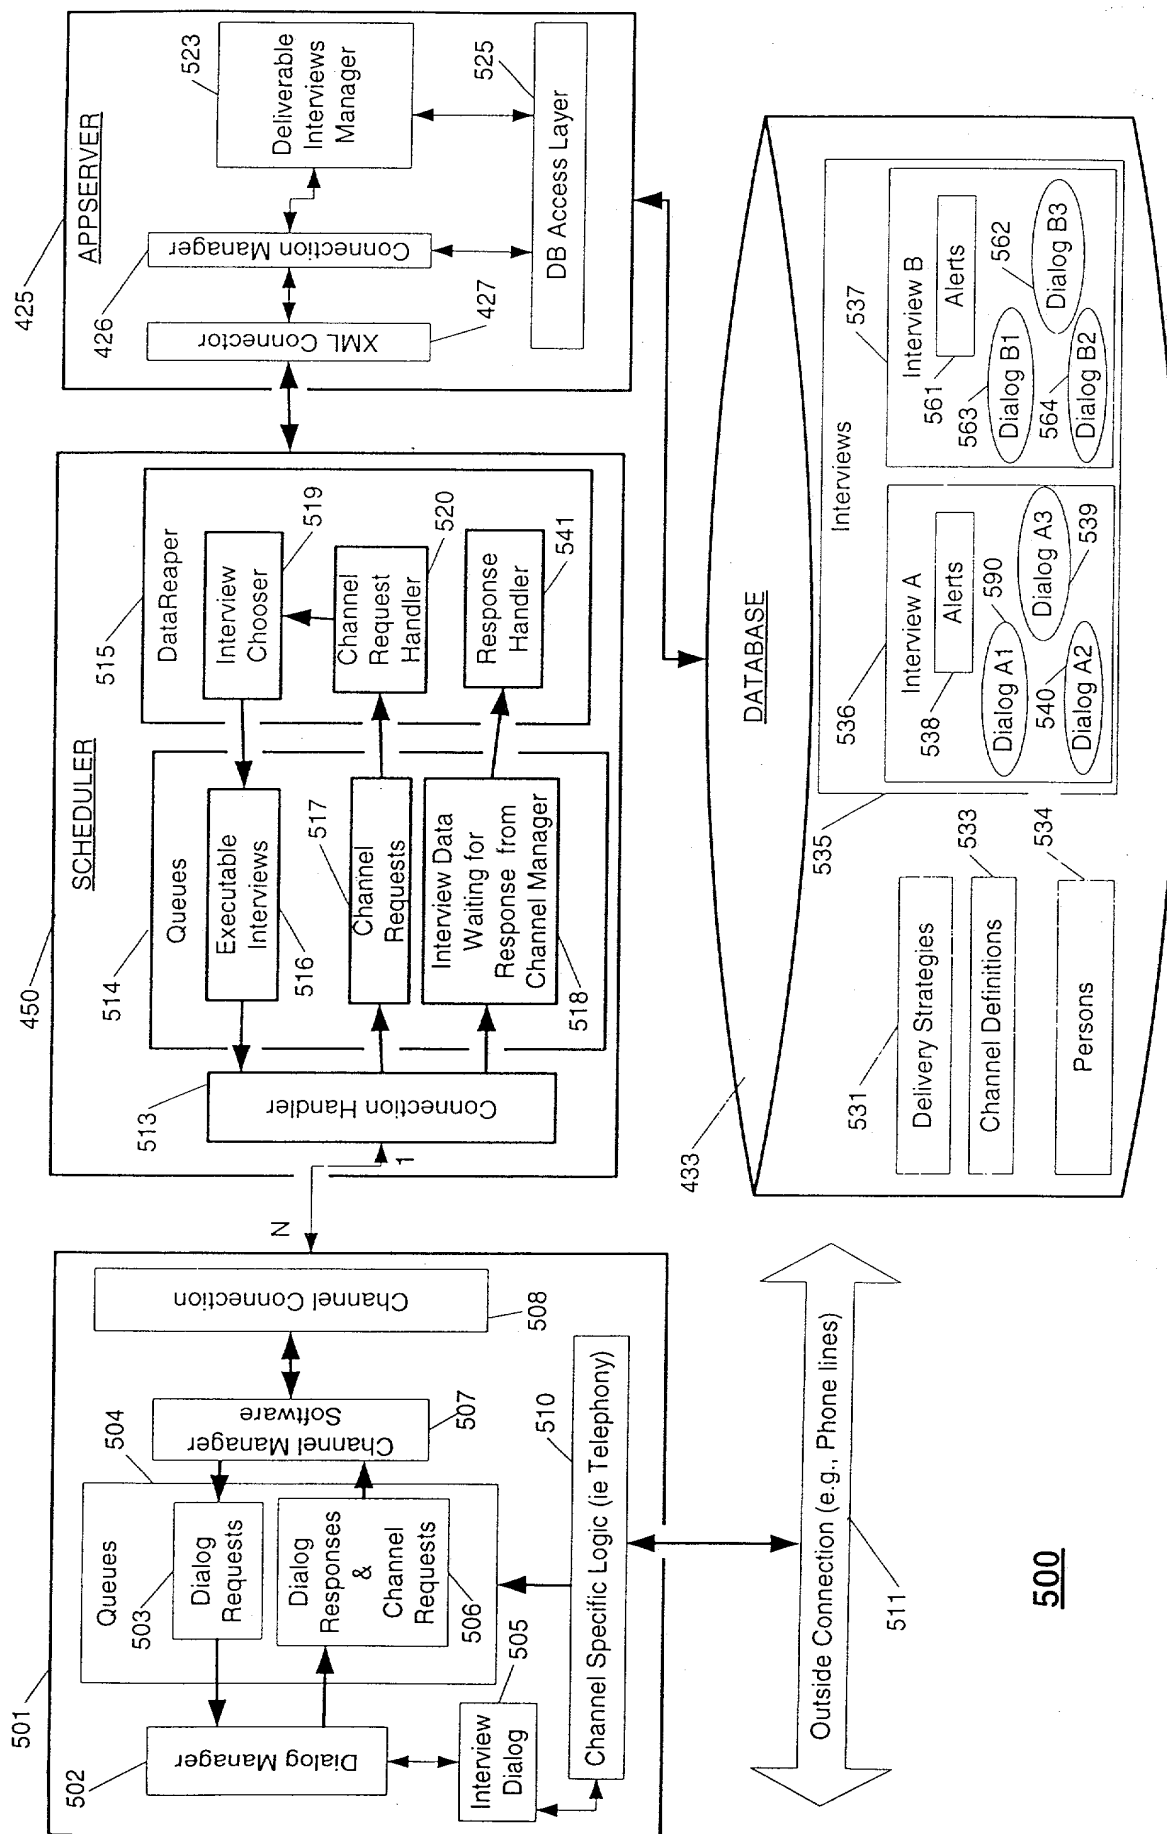 501
502
Dialog Manager
Queues
504
503
Dialog
Requests
Dialog
Responses
&
Channel
Requests
506
505
Interview
Dialog
Channel Manager
Software
507
Channel Connection
508
510
Channel Specific Logic (ie Telephony)
Outside Connection (e.g., Phone lines)
511
500
N
1
450
SCHEDULER
513
Connection Handler
514
Queues
Executable
Interviews
516
517
Channel
Requests
Interview Data
Waiting for
Response from
Channel Manager
518
515
DataReaper
Interview
Chooser
519
Channel
Request
Handler
520
Response
Handler
541
425
APPSERVER
426
XML Connector
427
Connection Manager
Deliverable
Interviews
Manager
523
DB Access Layer
525
433
DATABASE
531
Delivery Strategies
Channel Definitions
533
Persons
534
535
Interviews
536
Interview A
538
Alerts
Dialog A1
590
540
Dialog A2
Dialog A3
539
537
Interview B
561
Alerts
563
Dialog B1
564
Dialog B2
562
Dialog B3